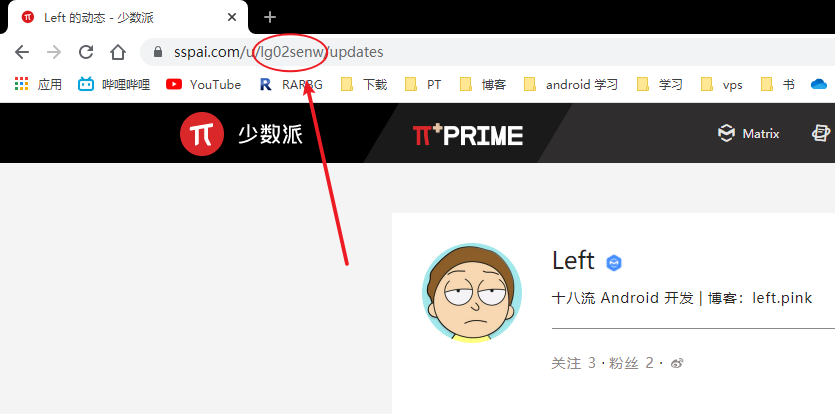 Left 的动态 - 少数派
sspai.com/u/lg02senw/updates
应用 哔哩哔哩 YouTube RARBG 下载 PT 博客 android 学习 学习 vps 书
少数派 π+PRIME Matrix
Left
十八流 Android 开发 | 博客：left.pink
关注 3 · 粉丝 2 ·